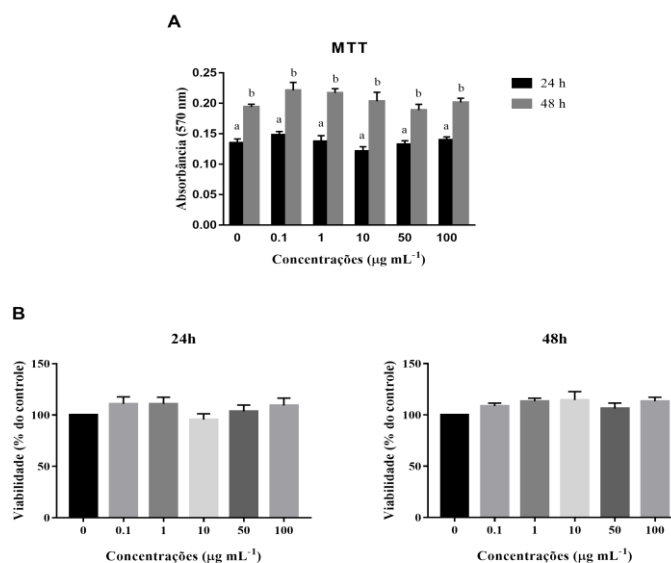 A
MTT
Absorbância (570 nm)
0.25
0.20
0.15
0.10
0.05
0.00
a b a b a b a b a b a b
0 0.1 1 10 50 100
Concentrações (µg mL⁻¹)
24 h
48 h
B
24h
Viabilidade (% do controle)
150
100
50
0
0 0.1 1 10 50 100
Concentrações (µg mL⁻¹)
48h
Viabilidade (% do controle)
150
100
50
0
0 0.1 1 10 50 100
Concentrações (µg mL⁻¹)